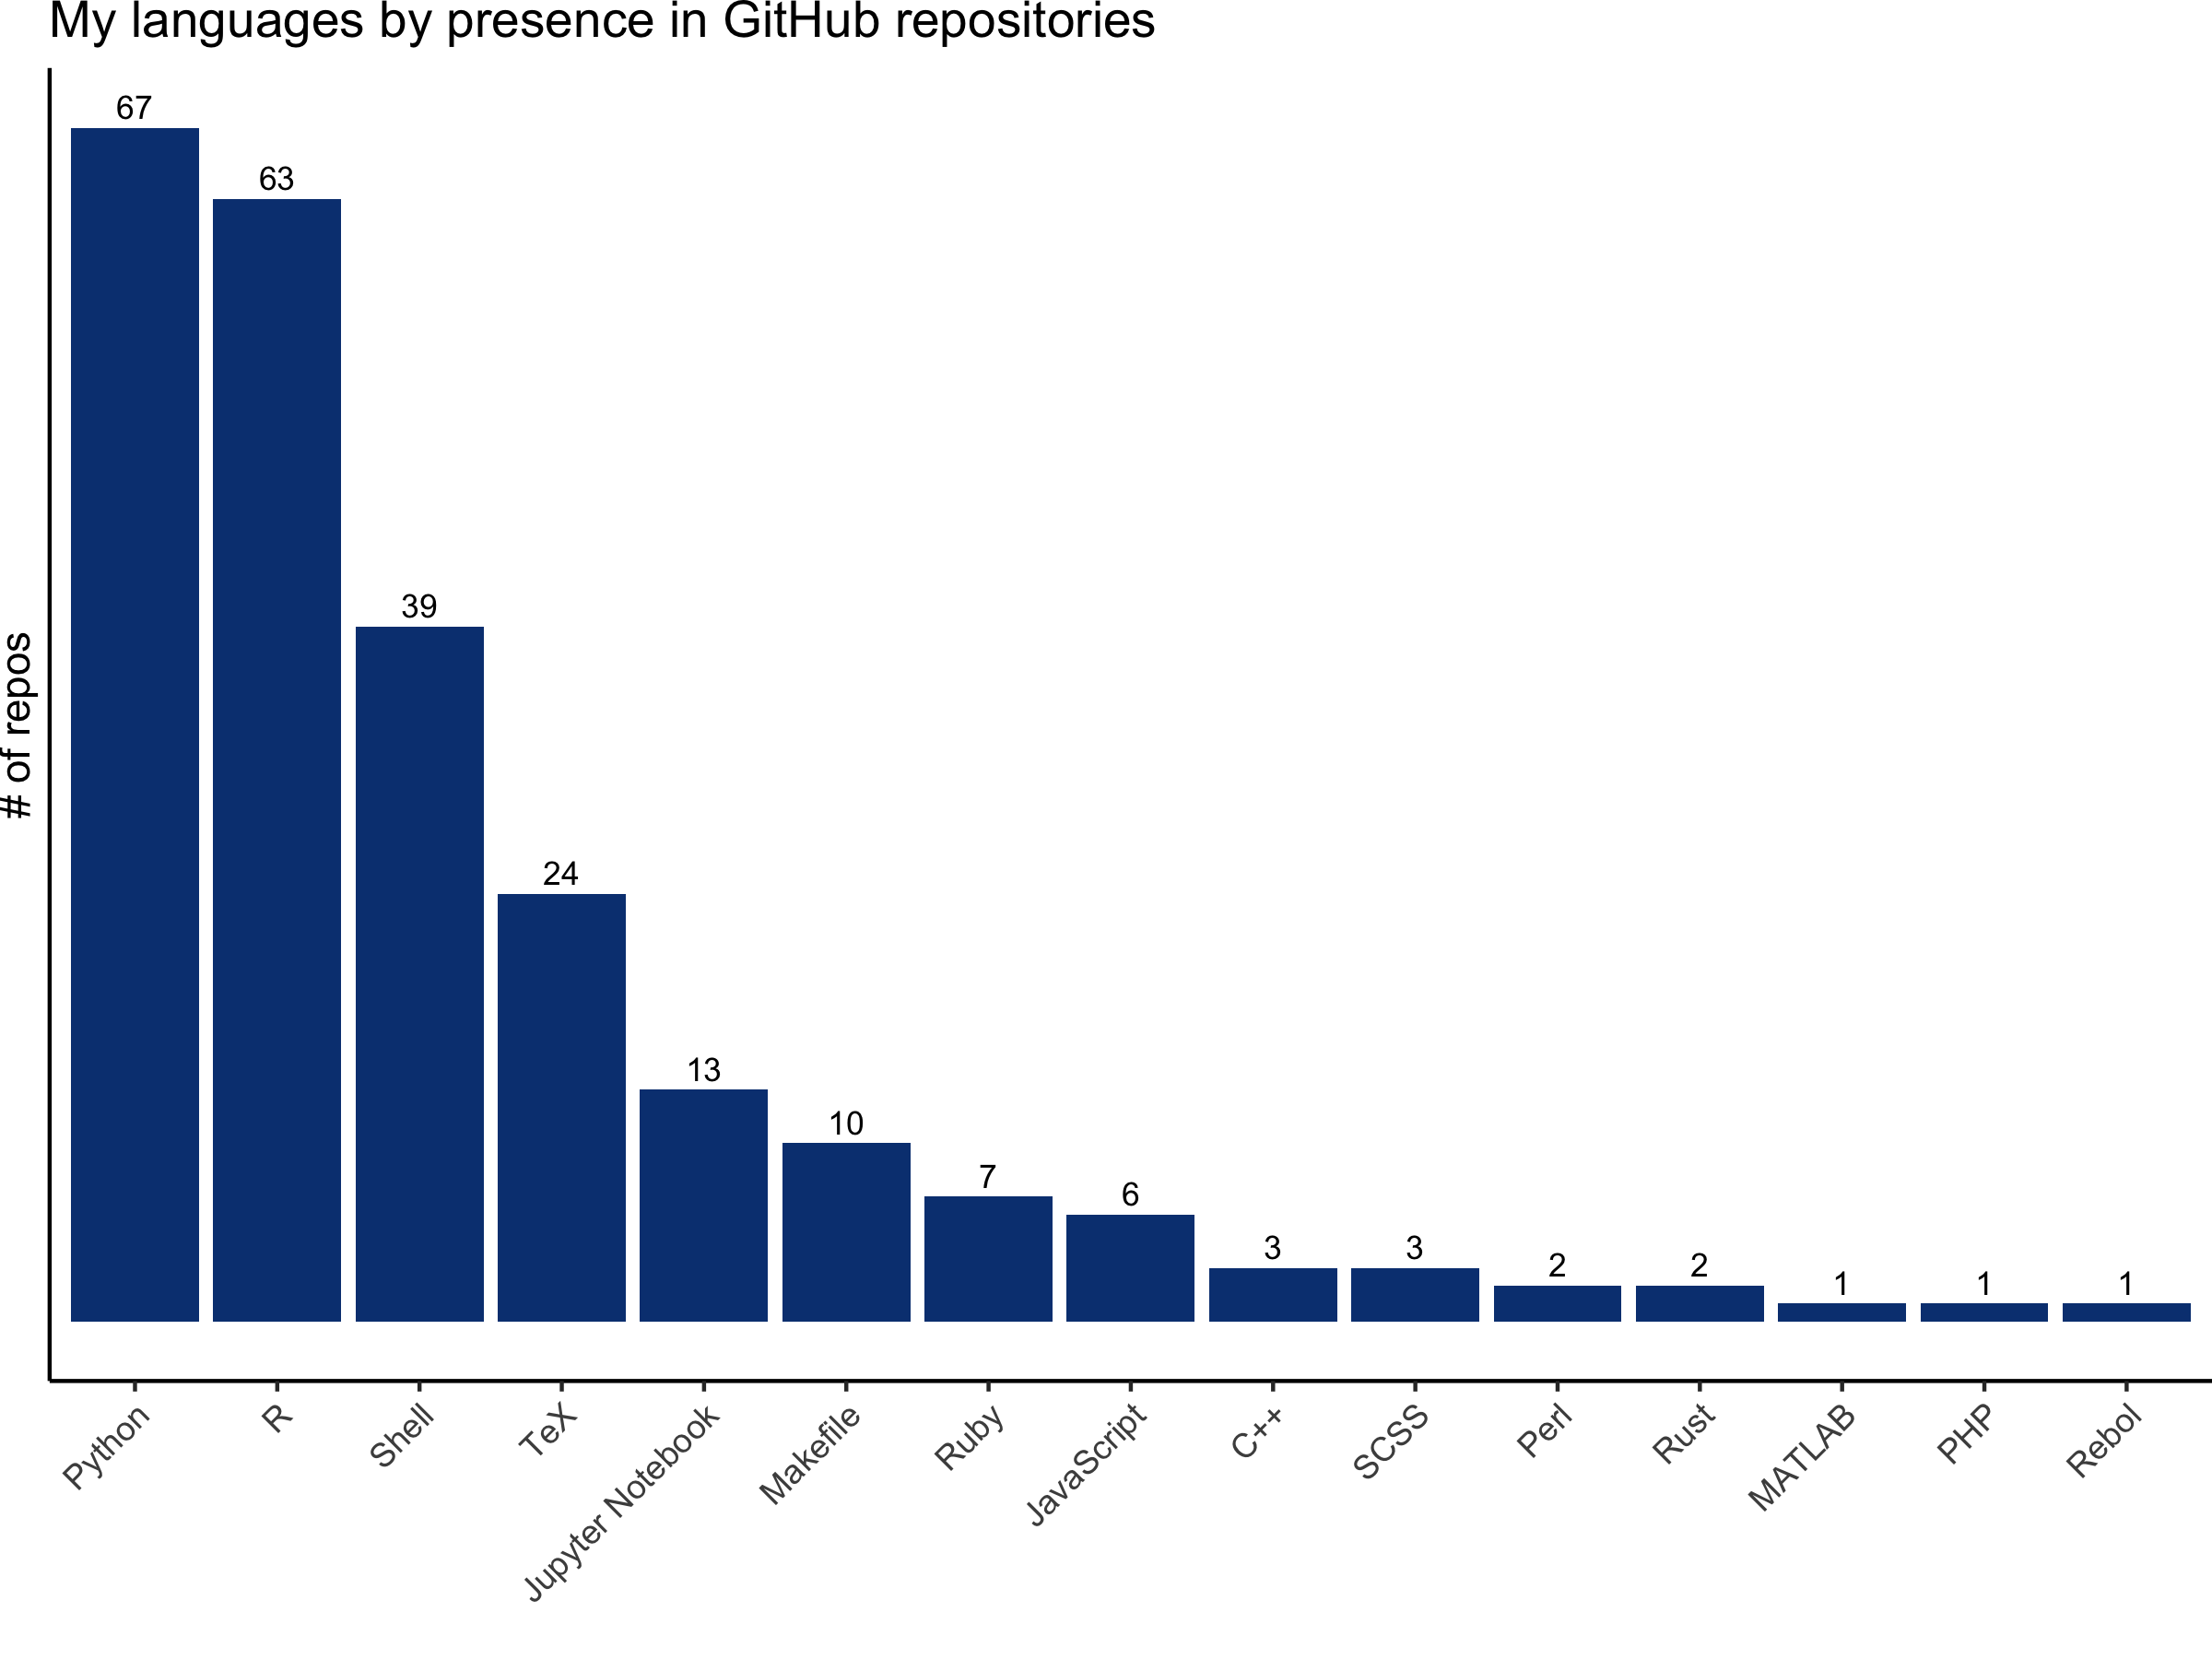 My languages by presence in GitHub repositories
# of repos
67
63
39
24
13
10
7
6
3
3
2
2
1
1
1
Python
R
Shell
TeX
Jupyter Notebook
Makefile
Ruby
JavaScript
C++
SCSS
Perl
Rust
MATLAB
PHP
Rebol